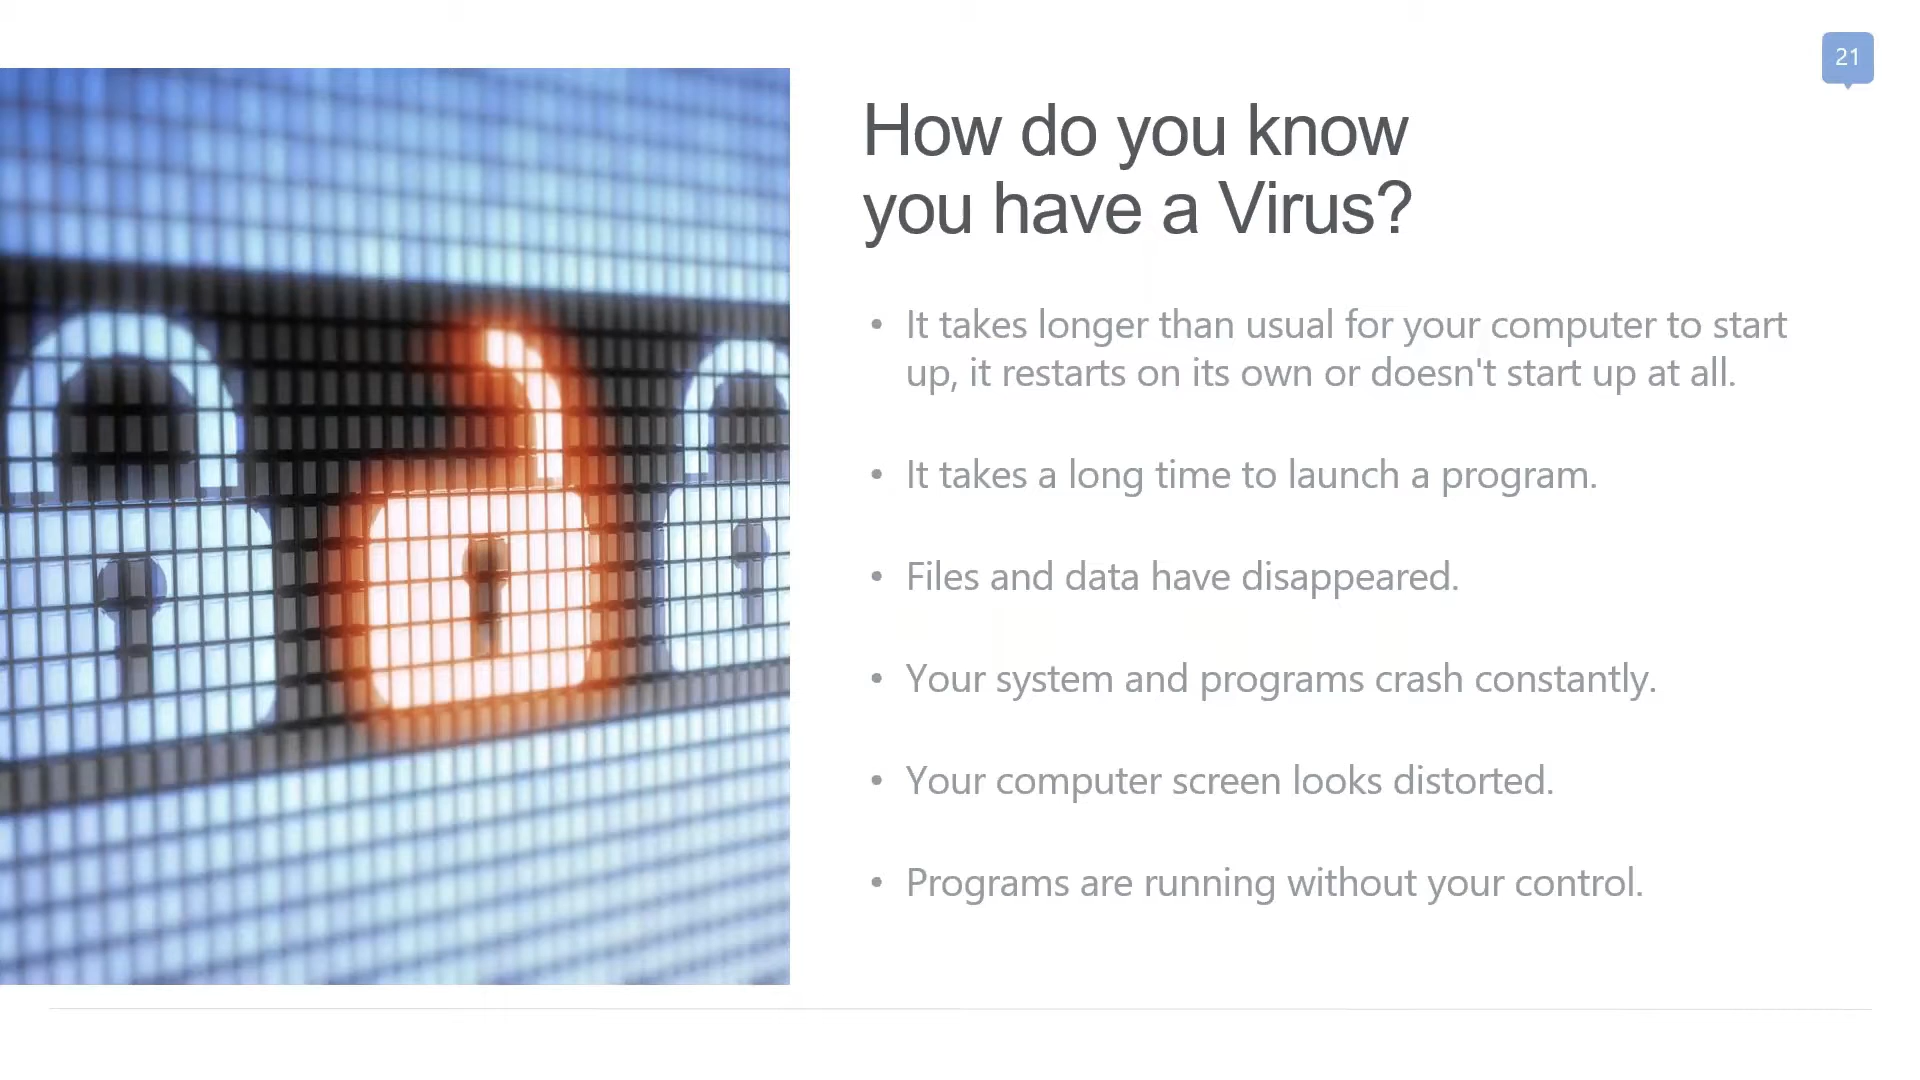 21
How do you know
you have a Virus?
• It takes longer than usual for your computer to start
up, it restarts on its own or doesn't start up at all.
• It takes a long time to launch a program.
• Files and data have disappeared.
• Your system and programs crash constantly.
• Your computer screen looks distorted.
• Programs are running without your control.